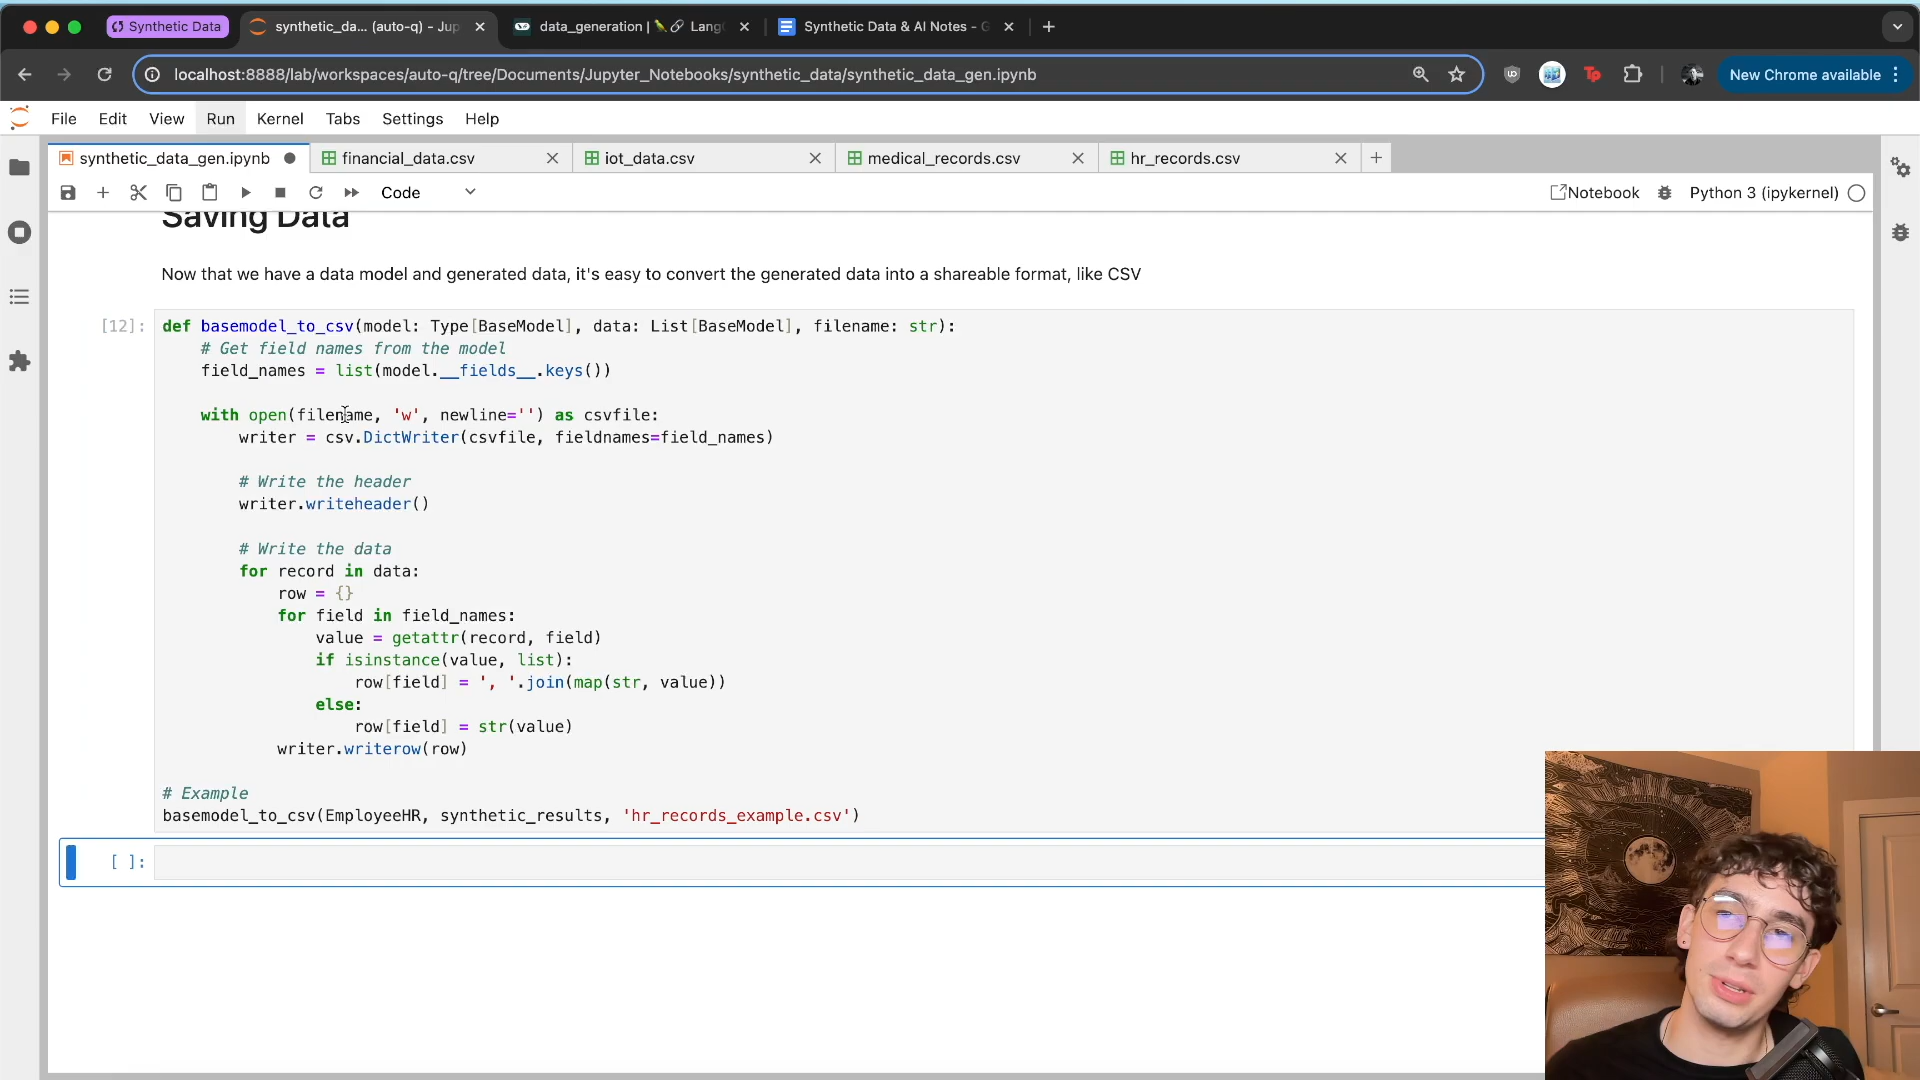 Synthetic Data
synthetic_da... (auto-q) - Jup
data_generation | Lang
Synthetic Data & AI Notes - G
localhost:8888/lab/workspaces/auto-q/tree/Documents/Jupyter_Notebooks/synthetic_data/synthetic_data_gen.ipynb
New Chrome available
File Edit View Run Kernel Tabs Settings Help
synthetic_data_gen.ipynb
financial_data.csv
iot_data.csv
medical_records.csv
hr_records.csv
Code
Notebook
Python 3 (ipykernel)
Saving Data
Now that we have a data model and generated data, it's easy to convert the generated data into a shareable format, like CSV
[12]:
def basemodel_to_csv(model: Type[BaseModel], data: List[BaseModel], filename: str):
# Get field names from the model
field_names = list(model.__fields__.keys())
with open(filename, 'w', newline='') as csvfile:
writer = csv.DictWriter(csvfile, fieldnames=field_names)
# Write the header
writer.writeheader()
# Write the data
for record in data:
row = {}
for field in field_names:
value = getattr(record, field)
if isinstance(value, list):
row[field] = ', '.join(map(str, value))
else:
row[field] = str(value)
writer.writerow(row)
# Example
basemodel_to_csv(EmployeeHR, synthetic_results, 'hr_records_example.csv')
[ ]: